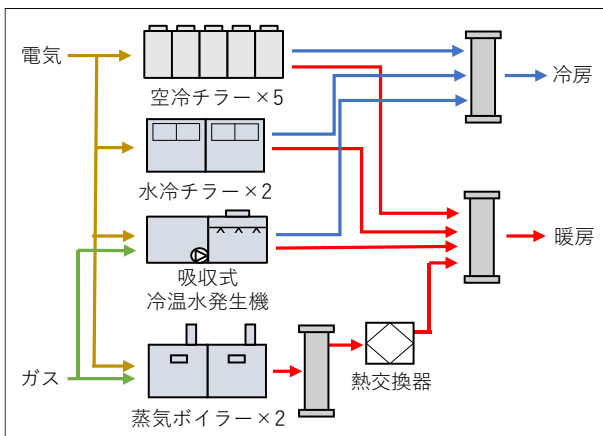 電気
空冷チラー×5
冷房
水冷チラー×2
暖房
吸収式
冷温水発生機
熱交換器
ガス
蒸気ボイラー×2